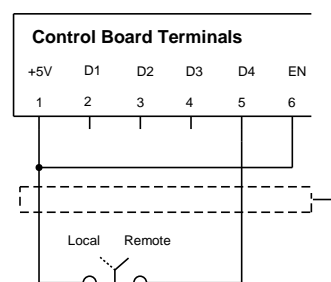 Control Board Terminals
+5V D1 D2 D3 D4 EN
1 2 3 4 5 6
Local Remote